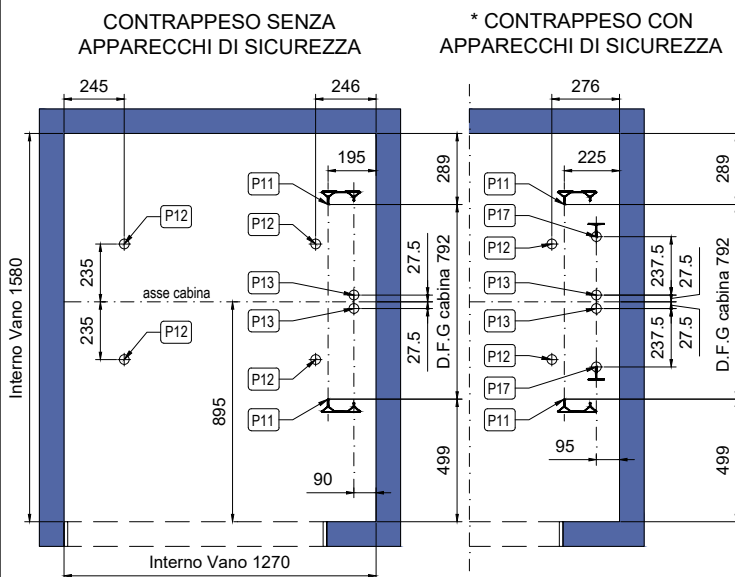 CONTRAPPESO SENZA
APPARECCHI DI SICUREZZA
* CONTRAPPESO CON
APPARECCHI DI SICUREZZA
245
246
276
195
225
289
289
P11
P11
P12
P12
P17
P12
235
27.5
D.F.G cabina 792
237.5
27.5
D.F.G cabina 792
P13
P13
asse cabina
Interno Vano 1580
P13
P13
235
27.5
237.5
27.5
P12
P12
P12
P17
895
P11
P11
499
499
90
95
Interno Vano 1270